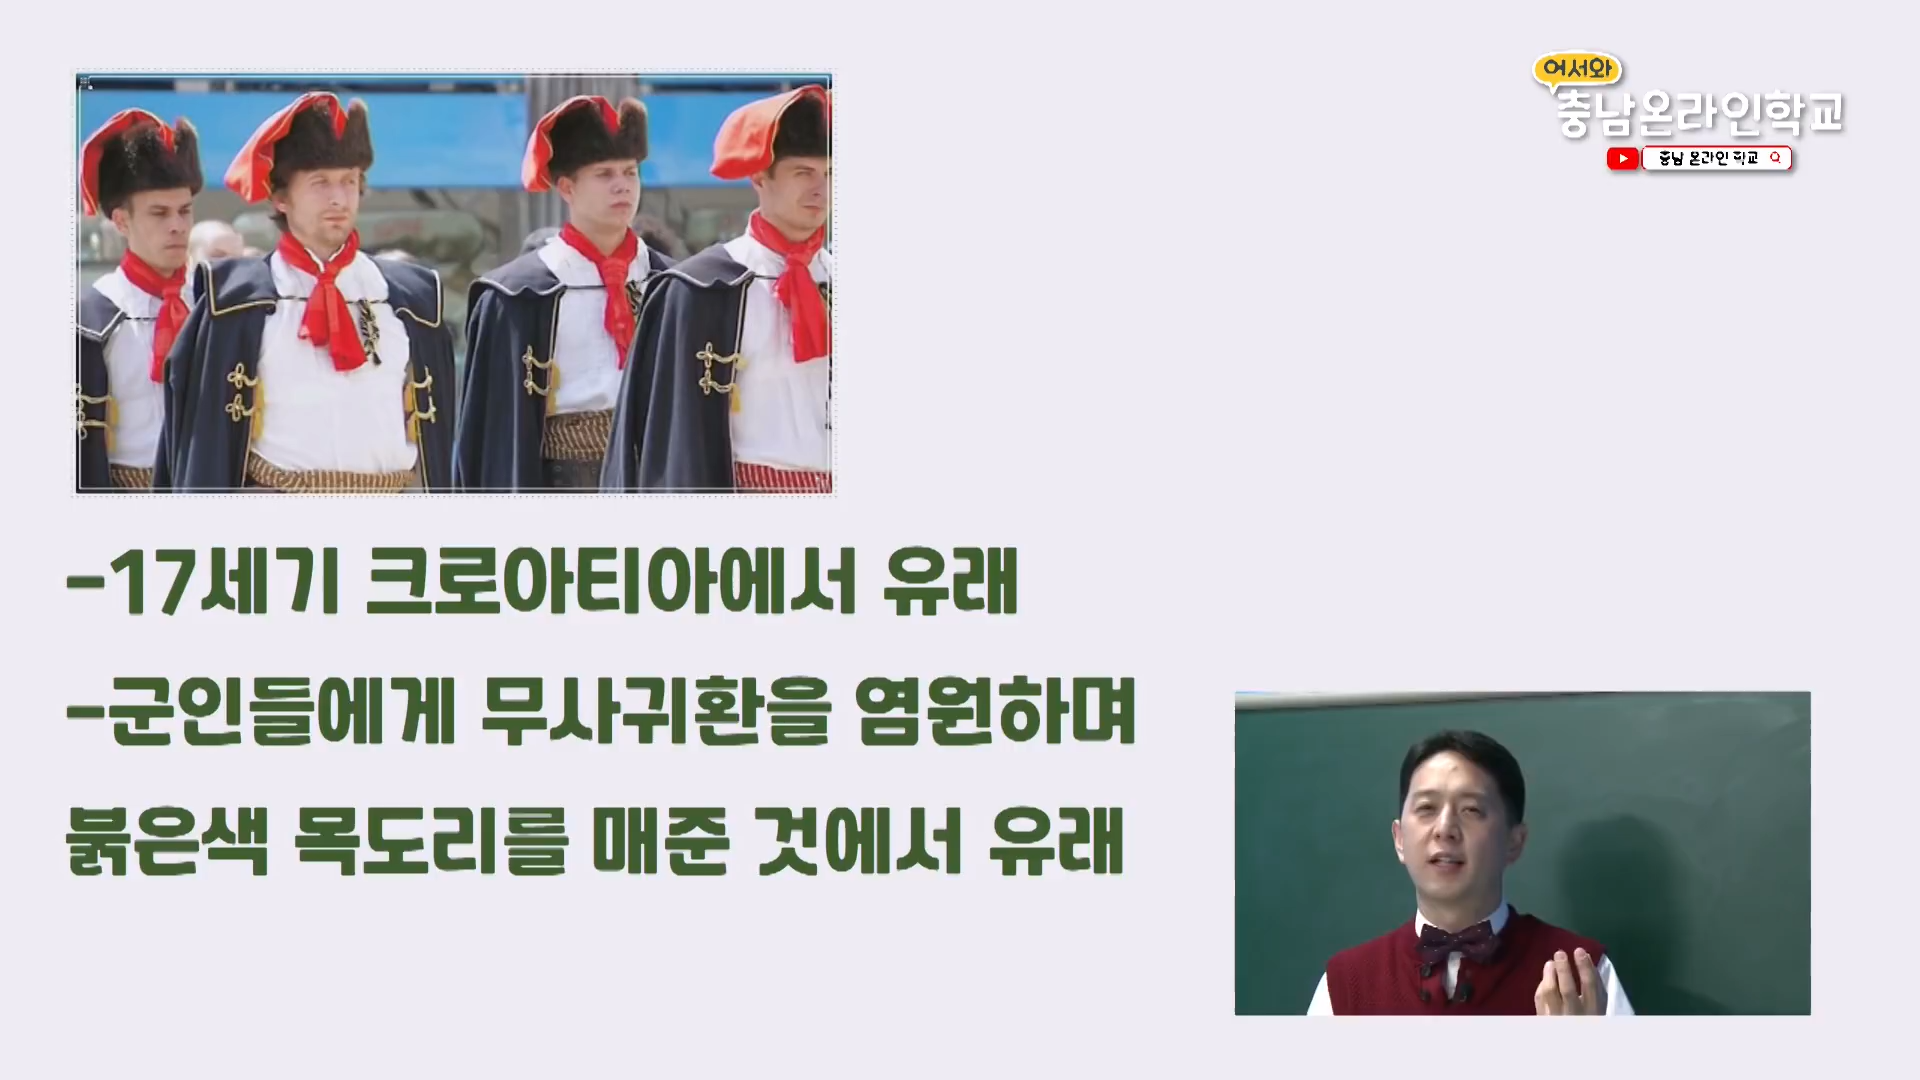 어서와
충남온라인학교
충남 온라인 학교
-17세기 크로아티아에서 유래
-군인들에게 무사귀환을 염원하며
붉은색 목도리를 매준 것에서 유래